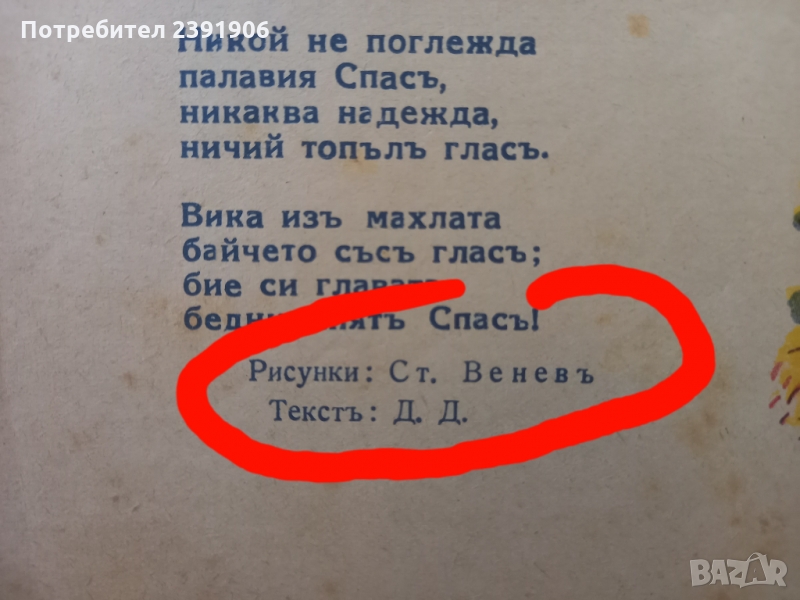 Потребител 2391906
Никой не поглежда
палавия Спасъ,
никаква надежда,
ничий топълъ гласъ.
Вика изъ махлата
байчето съсъ гласъ;
бие си
Спасъ!
Рисунки: Ст. Веневъ
Текстъ: Д. Д.
BAZAR